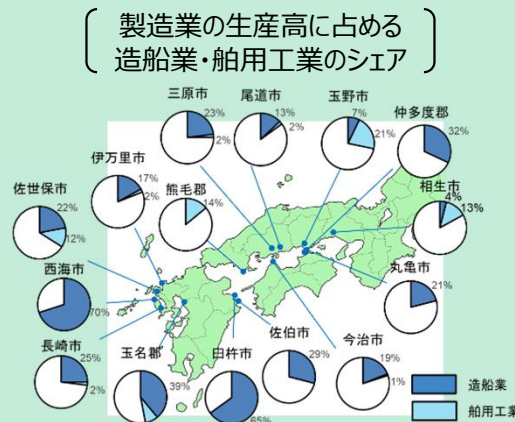 製造業の生産高に占める
造船業・舶用工業のシェア
三原市
23%
2%
尾道市
13%
2%
玉野市
7%
21%
仲多度郡
32%
伊万里市
17%
2%
熊毛郡
14%
相生市
4%
13%
佐世保市
22%
12%
西海市
70%
丸亀市
21%
長崎市
25%
2%
玉名郡
39%
臼杵市
65%
佐伯市
29%
今治市
19%
1%
造船業
舶用工業